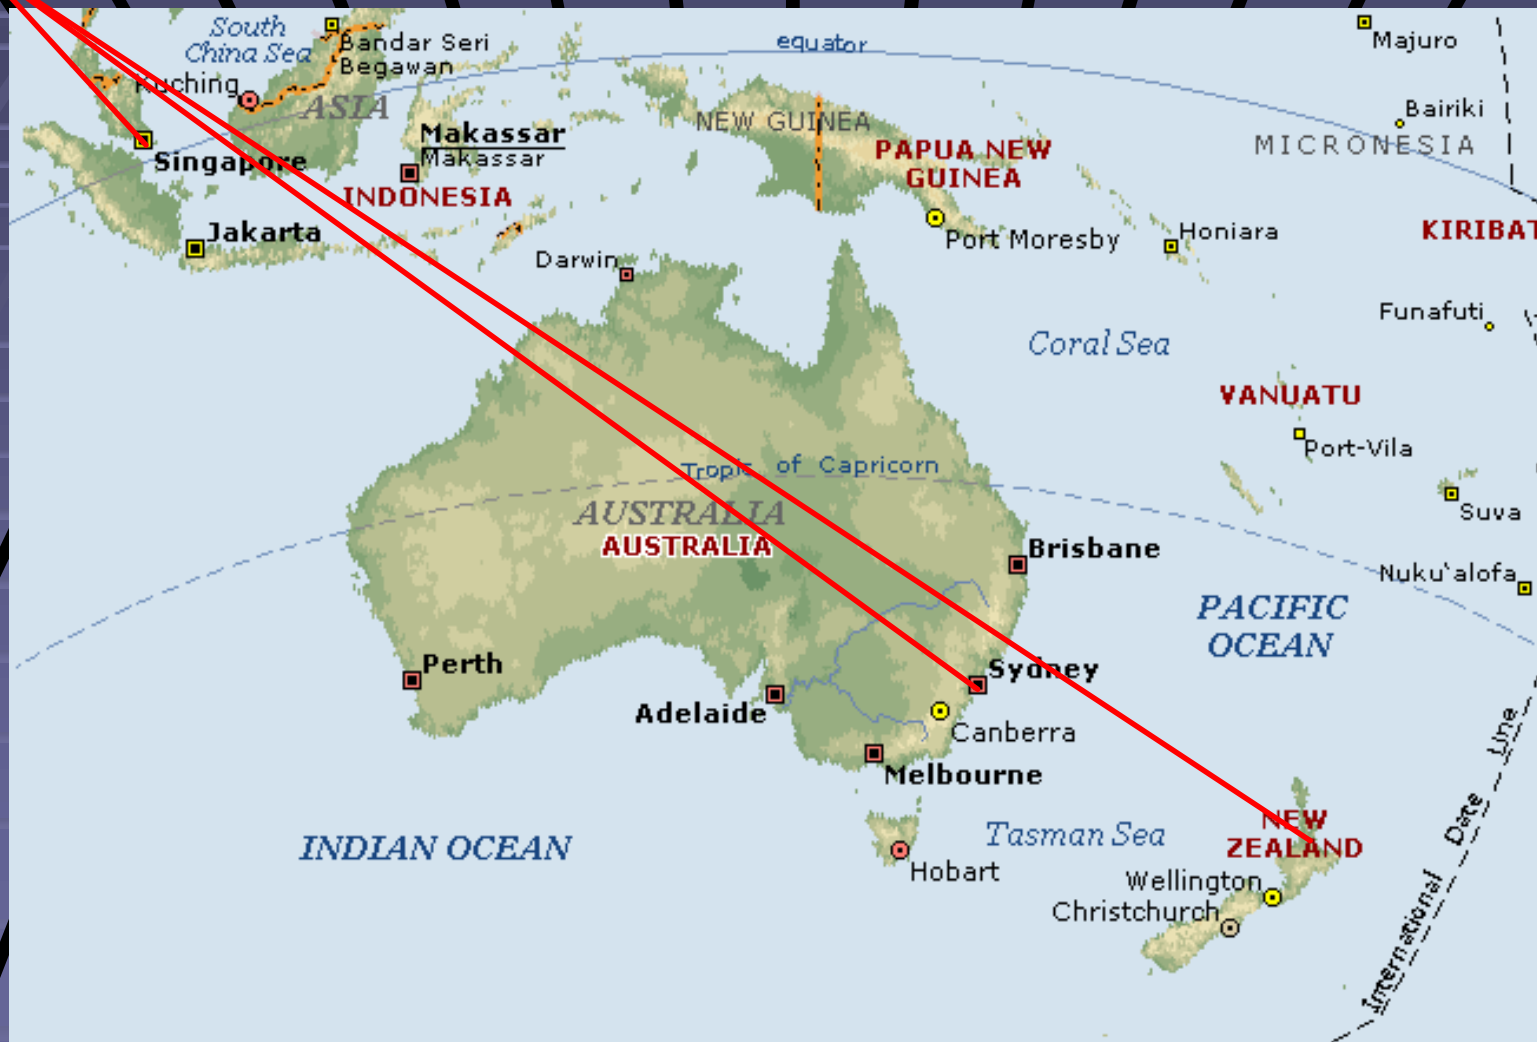 South
China Sea
Bandar Seri
Begawan
Kuching
ASIA
equator
Majuro
Bairiki
MICRONESIA
NEW GUINEA
PAPUA NEW
GUINEA
Makassar
Makassar
Singapore
INDONESIA
Jakarta
Port Moresby
Honiara
KIRIBAT
Darwin
Funafuti
Coral Sea
VANUATU
Port-Vila
Tropic of Capricorn
AUSTRALIA
AUSTRALIA
Suva
Brisbane
Nuku`alofa
PACIFIC
OCEAN
Perth
Sydney
Adelaide
Canberra
Melbourne
International Date Line
INDIAN OCEAN
Tasman Sea
NEW
ZEALAND
Hobart
Wellington
Christchurch